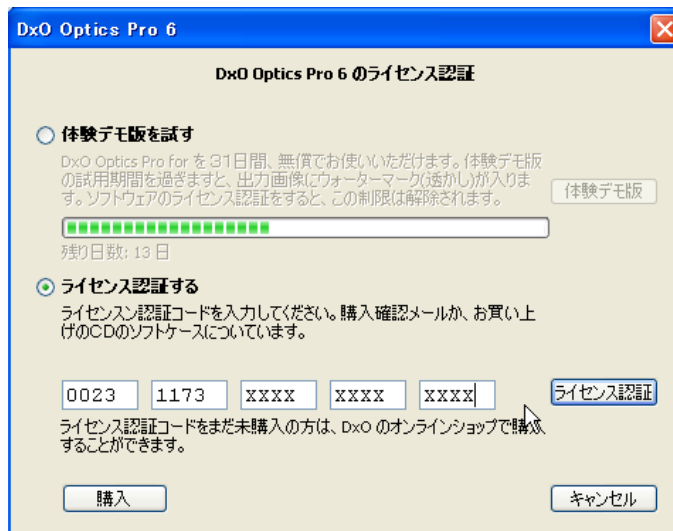 DxO Optics Pro 6
DxO Optics Pro 6 のライセンス認証
体験デモ版を試す
DxO Optics Pro for を31日間、無償でお使いいただけます。体験デモ版
の試用期間を過ぎますと、出力画像にウォーターマーク(透かし)が入りま
す。ソフトウェアのライセンス認証をすると、この制限は解除されます。
体験デモ版
残り日数: 13 日
ライセンス認証する
ライセンスン認証コードを入力してください。購入確認メールか、お買い上
げのCDのソフトケースについています。
0023 1173 XXXX XXXX XXXX
ライセンス認証
ライセンス認証コードをまだ未購入の方は、DxO のオンラインショップで購入
することができます。
購入
キャンセル